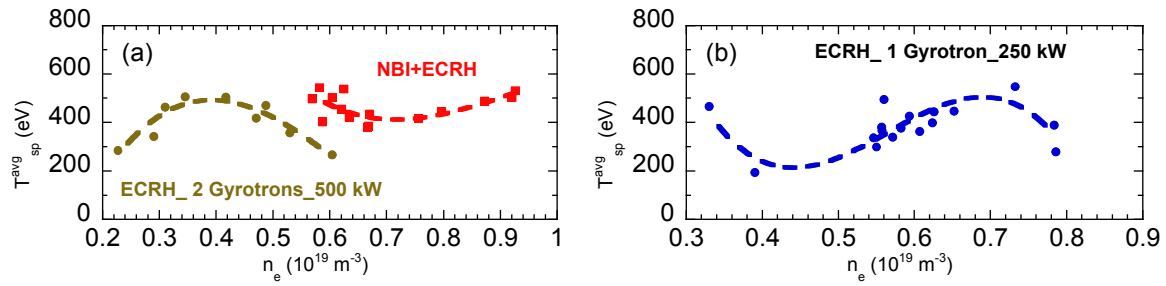 (a)
NBI+ECRH
ECRH_ 2 Gyrotrons_500 kW
T^avg_sp (eV)
800
600
400
200
0
0.2 0.3 0.4 0.5 0.6 0.7 0.8 0.9 1
n_e (10^19 m^-3)
(b)
ECRH_ 1 Gyrotron_250 kW
T^avg_sp (eV)
800
600
400
200
0
0.3 0.4 0.5 0.6 0.7 0.8 0.9
n_e (10^19 m^-3)